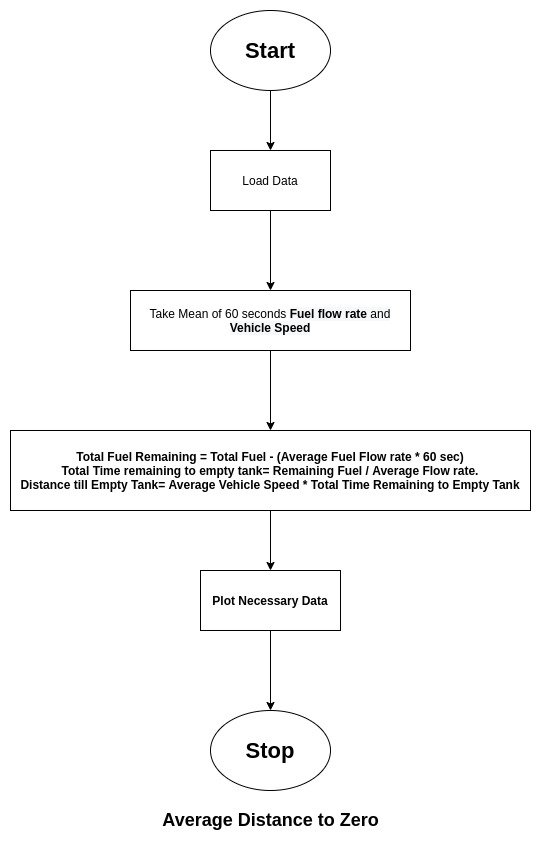 Start
Load Data
Take Mean of 60 seconds Fuel flow rate and
Vehicle Speed
Total Fuel Remaining = Total Fuel - (Average Fuel Flow rate * 60 sec)
Total Time remaining to empty tank= Remaining Fuel / Average Flow rate.
Distance till Empty Tank= Average Vehicle Speed * Total Time Remaining to Empty Tank
Plot Necessary Data
Stop
Average Distance to Zero